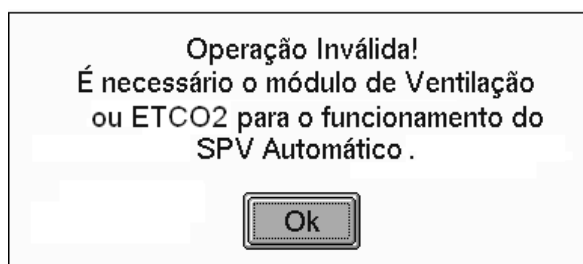 Operação Inválida!
É necessário o módulo de Ventilação
ou ETCO2 para o funcionamento do
SPV Automático .
Ok